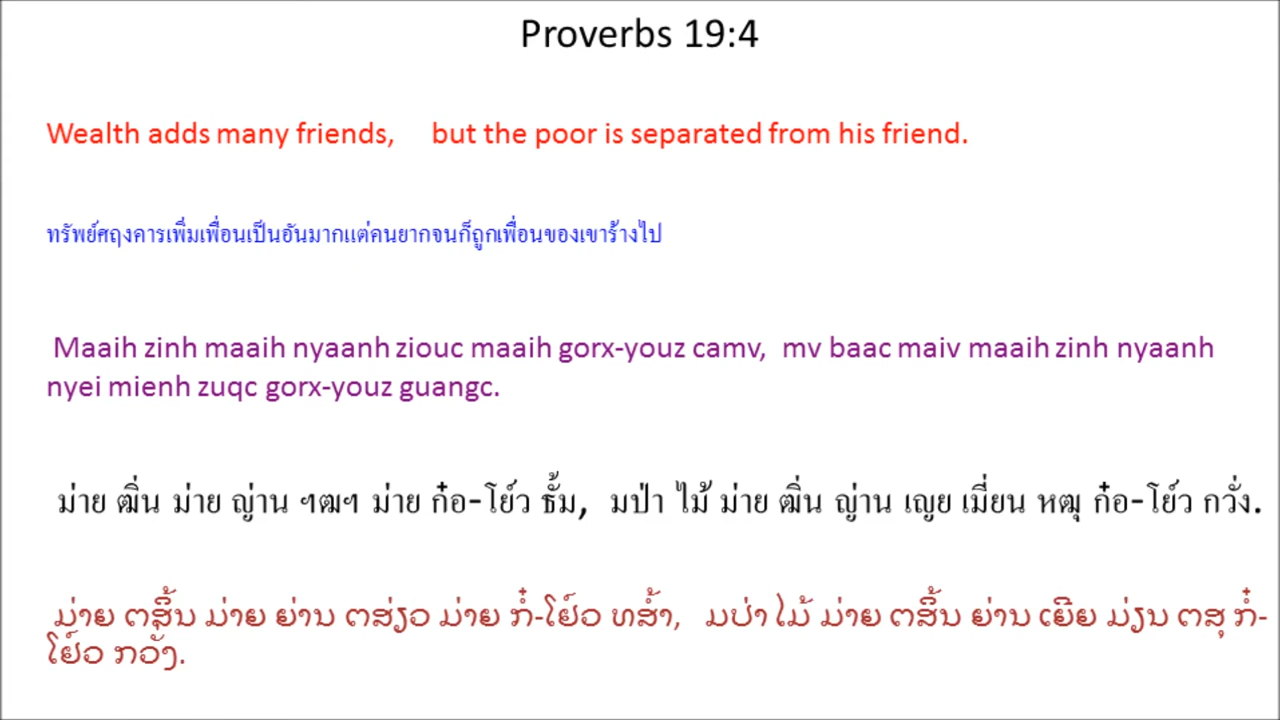 Proverbs 19:4
Wealth adds many friends, but the poor is separated from his friend.
ทรัพย์ศฤงคารเพิ่มเพื่อนเป็นอันมากแต่คนยากจนก็ถูกเพื่อนของเขาร้างไป
Maaih zinh maaih nyaanh ziouc maaih gorx-youz camv, mv baac maiv maaih zinh nyaanh
nyei mienh zuqc gorx-youz guangc.
ม่าย ฒิ่น ม่าย ญ่าน ฯฒฯ ม่าย ก๋อ-โย์ว ธั้ม, มป่า ไม้ ม่าย ฒิ่น ญ่าน เญย เมี่ยน หฒุ ก๋อ-โย์ว กวั่ง.
ມ່າຍ ຕສິ້ນ ມ່າຍ ຍ່ານ ຕສ່ຽວ ມ່າຍ ກໍ໋-ໂຢ໌ວ ທສ້ຳ, ມປ່າ ໄມ້ ມ່າຍ ຕສິ້ນ ຍ່ານ ເຍີຍ ມ່ຽນ ຕສຸ ກໍ໋-
ໂຢ໌ວ ກວັ່ງ.